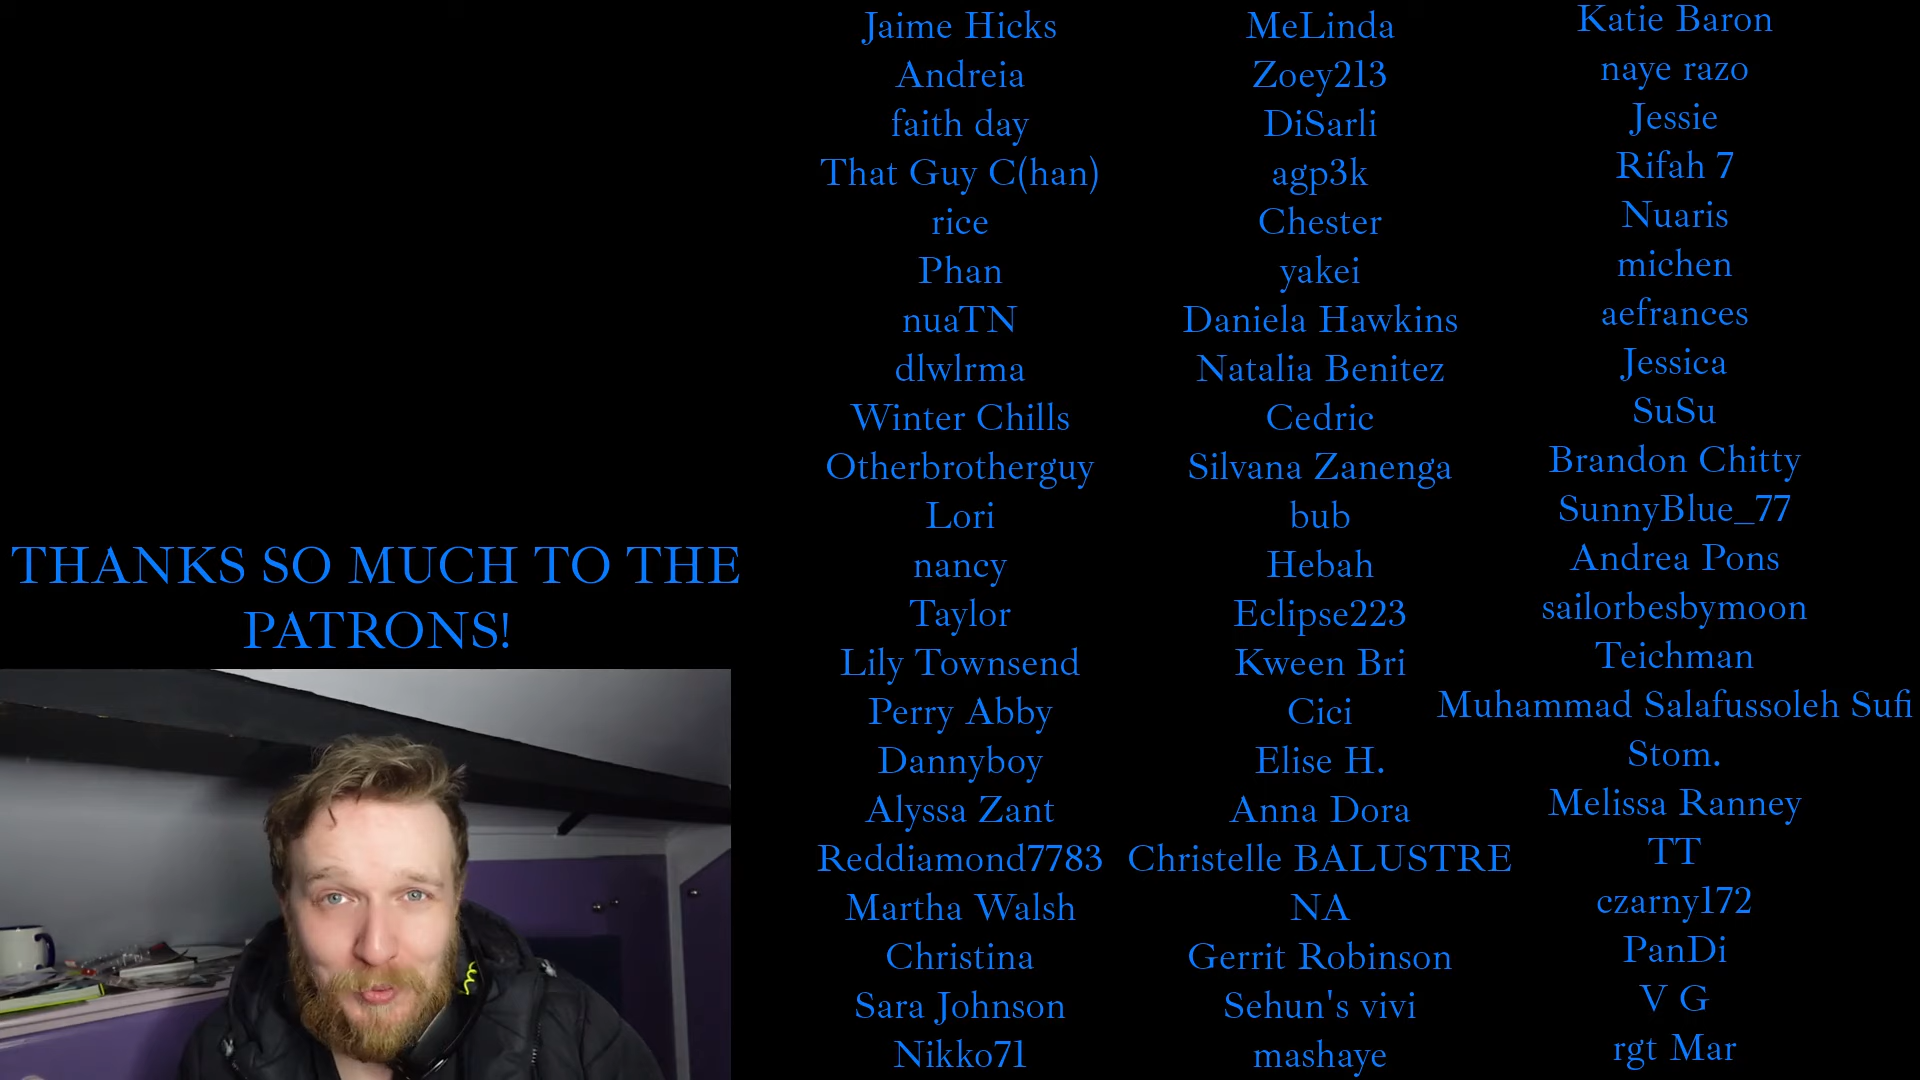 THANKS SO MUCH TO THE
PATRONS!
Jaime Hicks
Andreia
faith day
That Guy C(han)
rice
Phan
nuaTN
dlwlrma
Winter Chills
Otherbrotherguy
Lori
nancy
Taylor
Lily Townsend
Perry Abby
Dannyboy
Alyssa Zant
Reddiamond7783
Martha Walsh
Christina
Sara Johnson
Nikko71
MeLinda
Zoey213
DiSarli
agp3k
Chester
yakei
Daniela Hawkins
Natalia Benitez
Cedric
Silvana Zanenga
bub
Hebah
Eclipse223
Kween Bri
Cici
Elise H.
Anna Dora
Christelle BALUSTRE
NA
Gerrit Robinson
Sehun's vivi
mashaye
Katie Baron
naye razo
Jessie
Rifah 7
Nuaris
michen
aefrances
Jessica
SuSu
Brandon Chitty
SunnyBlue_77
Andrea Pons
sailorbesbymoon
Teichman
Muhammad Salafussoleh Sufi
Stom.
Melissa Ranney
TT
czarny172
PanDi
V G
rgt Mar